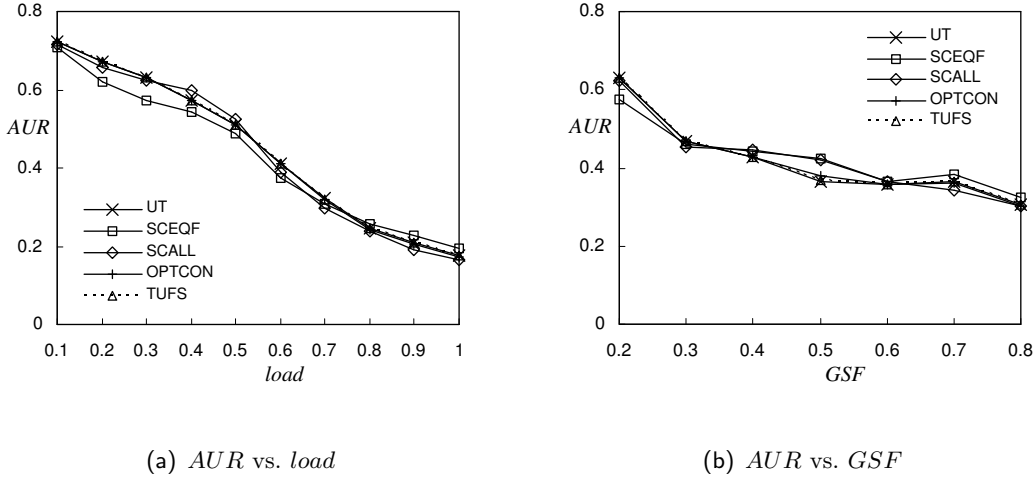 0.8
0.6
AUR
0.4
0.2
0
UT
SCEQF
SCALL
OPTCON
TUFS
0.1 0.2 0.3 0.4 0.5 0.6 0.7 0.8 0.9 1
load
(a) AUR vs. load
0.8
0.6
AUR
0.4
0.2
0
UT
SCEQF
SCALL
OPTCON
TUFS
0.2 0.3 0.4 0.5 0.6 0.7 0.8
GSF
(b) AUR vs. GSF